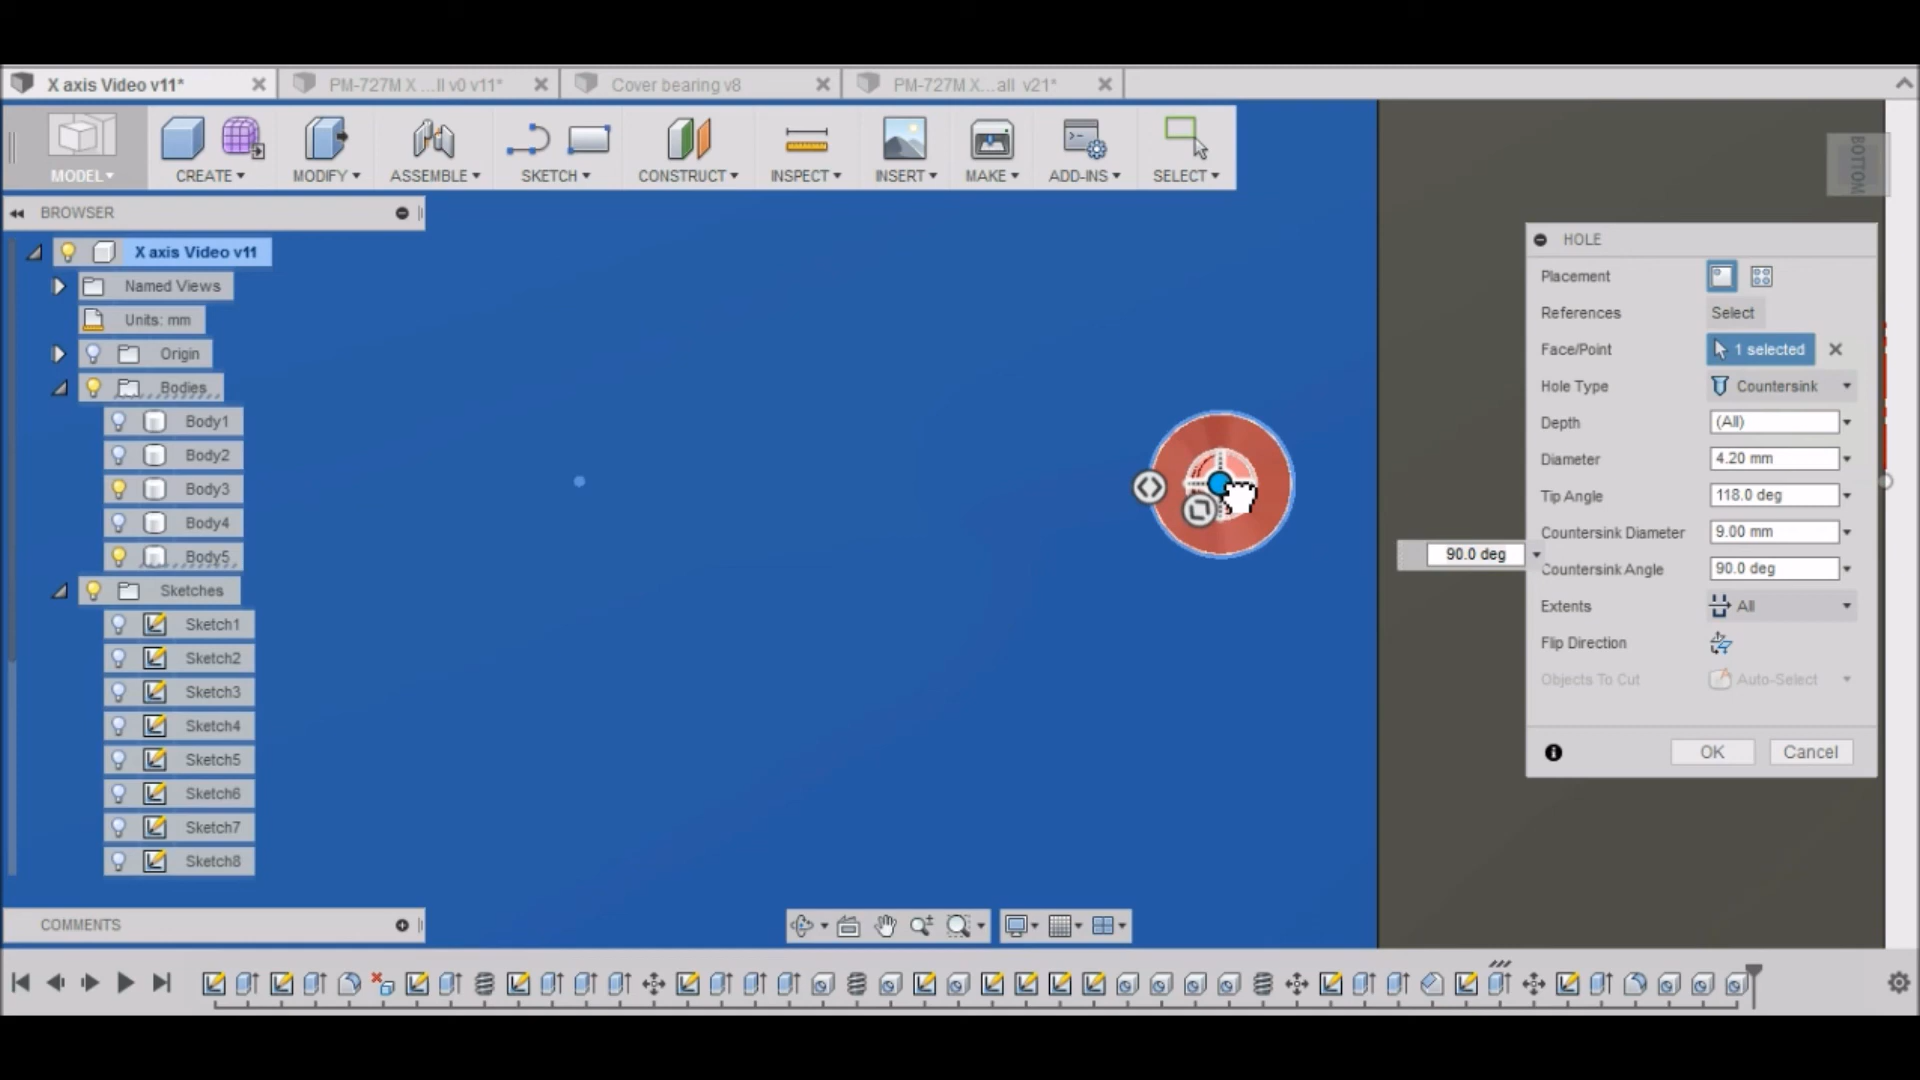 X axis Video v11*
PM-727M X ...ll v0 v11*
Cover bearing v8
PM-727M X...all v21*
MODEL
CREATE
MODIFY
ASSEMBLE
SKETCH
CONSTRUCT
INSPECT
INSERT
MAKE
ADD-INS
SELECT
BOTTOM
BROWSER
X axis Video v11
Named Views
Units: mm
Origin
Bodies
Body1
Body2
Body3
Body4
Body5
Sketches
Sketch1
Sketch2
Sketch3
Sketch4
Sketch5
Sketch6
Sketch7
Sketch8
COMMENTS
90.0 deg
HOLE
Placement
References Select
Face/Point 1 selected
Hole Type Countersink
Depth (All)
Diameter 4.20 mm
Tip Angle 118.0 deg
Countersink Diameter 9.00 mm
Countersink Angle 90.0 deg
Extents All
Flip Direction
Objects To Cut Auto-Select
OK Cancel